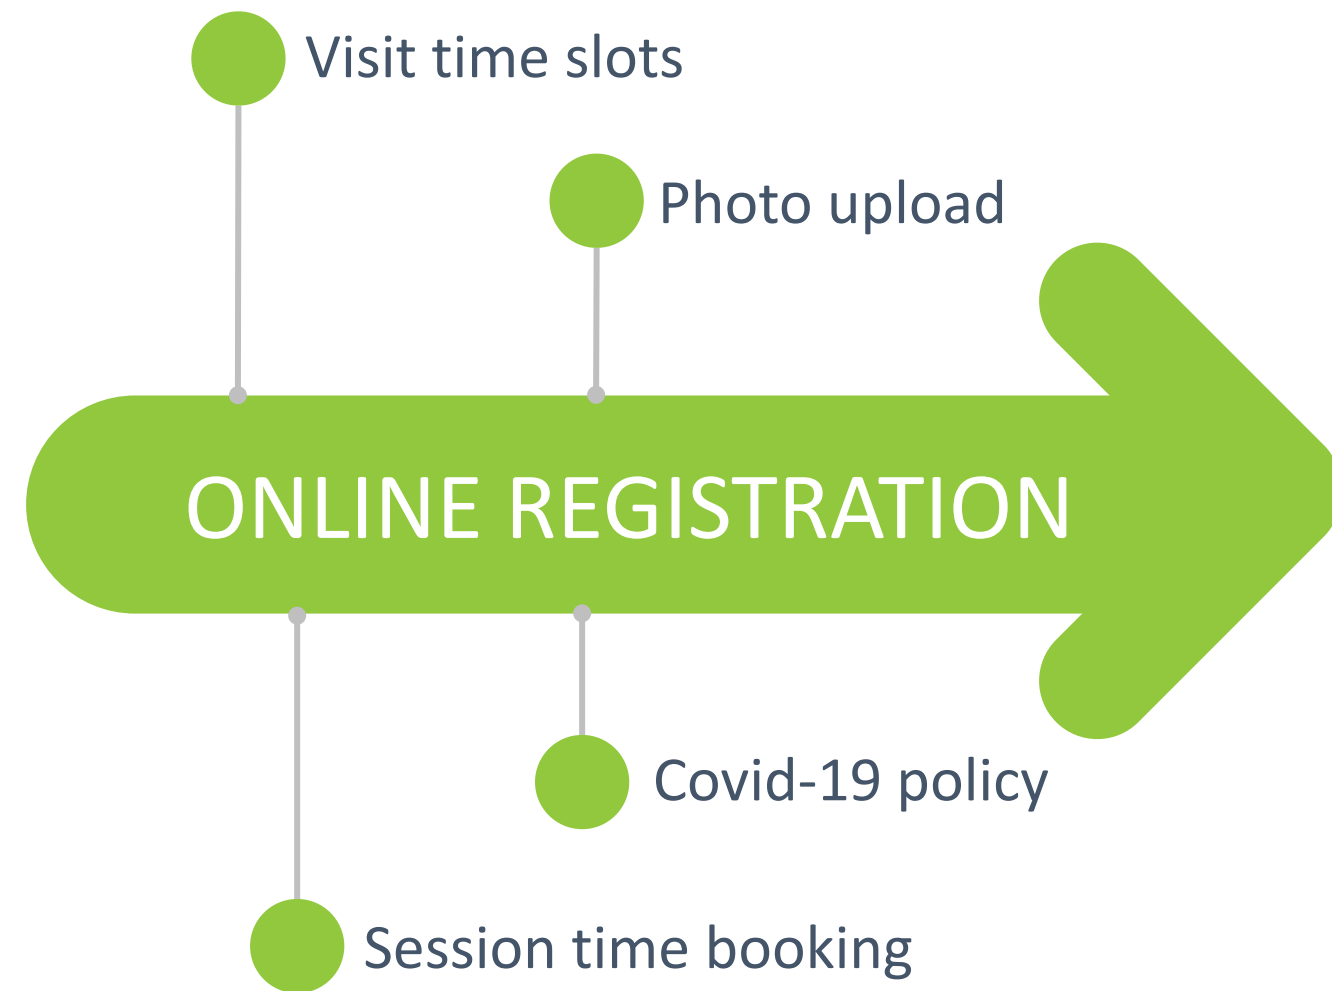 Visit time slots
Photo upload
ONLINE REGISTRATION
Covid-19 policy
Session time booking